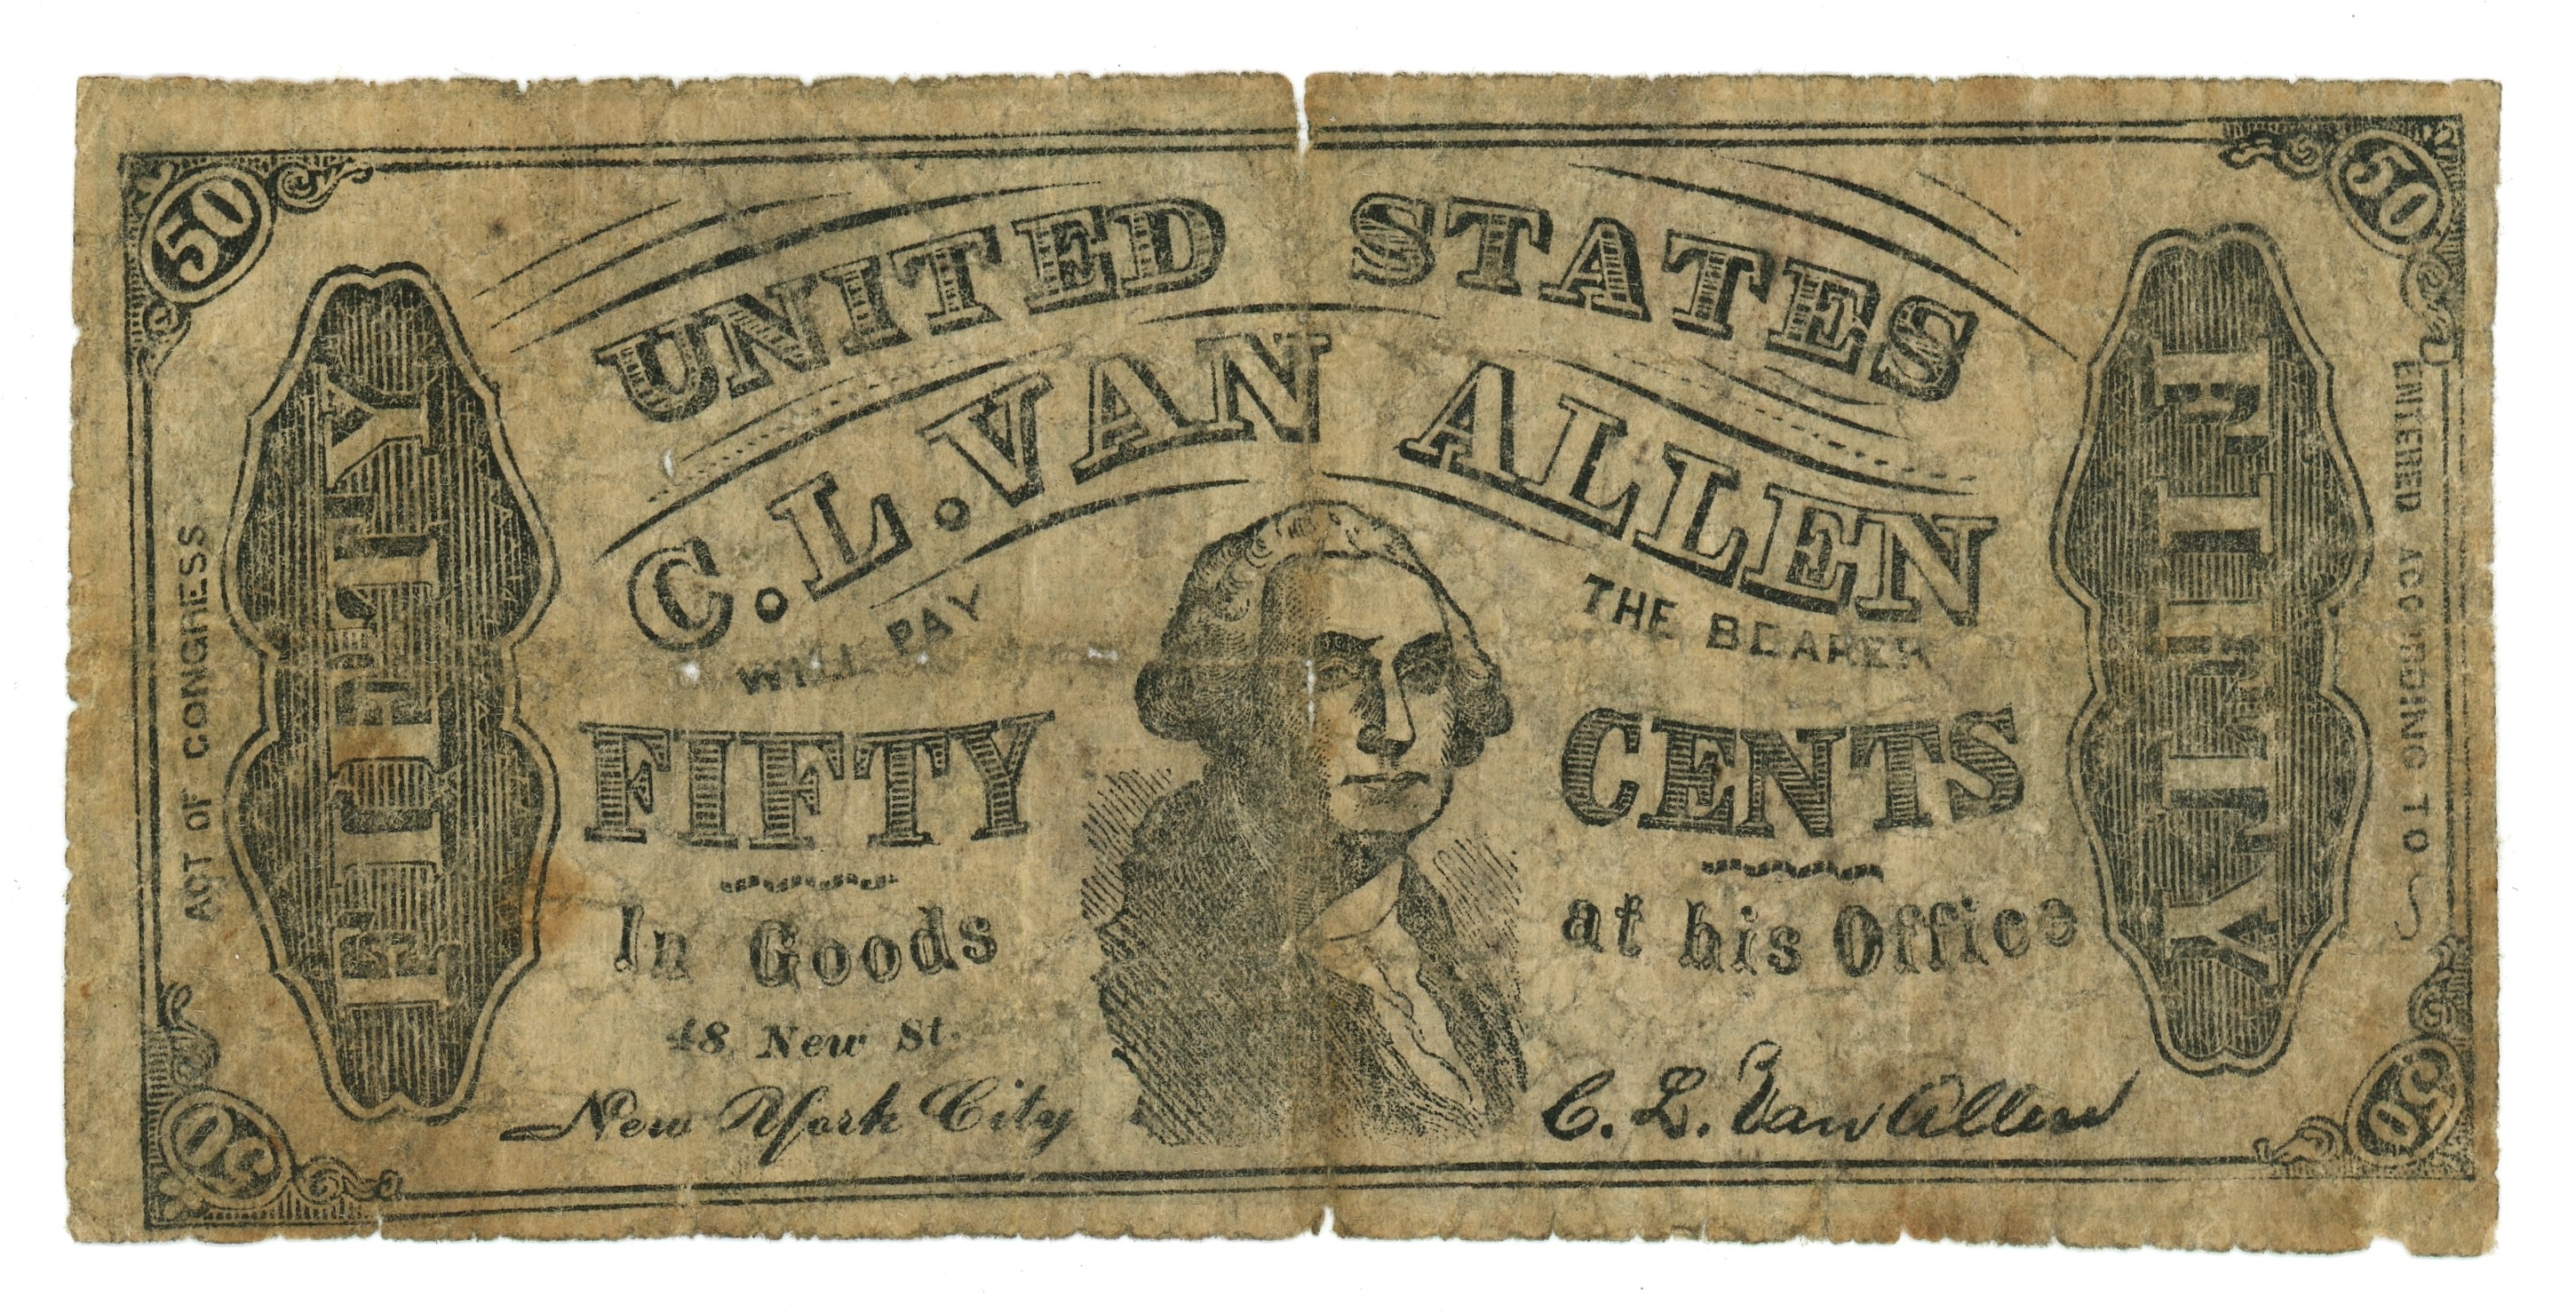 50
50
UNITED STATES
C. L. VAN ALLEN
WILL PAY THE BEARER
FIFTY CENTS
In Goods at his Office
48 New St.
New York City
C. L. Van Allen
FIFTY
FIFTY
ACT OF CONGRESS
ENTERED ACCORDING TO
50
50